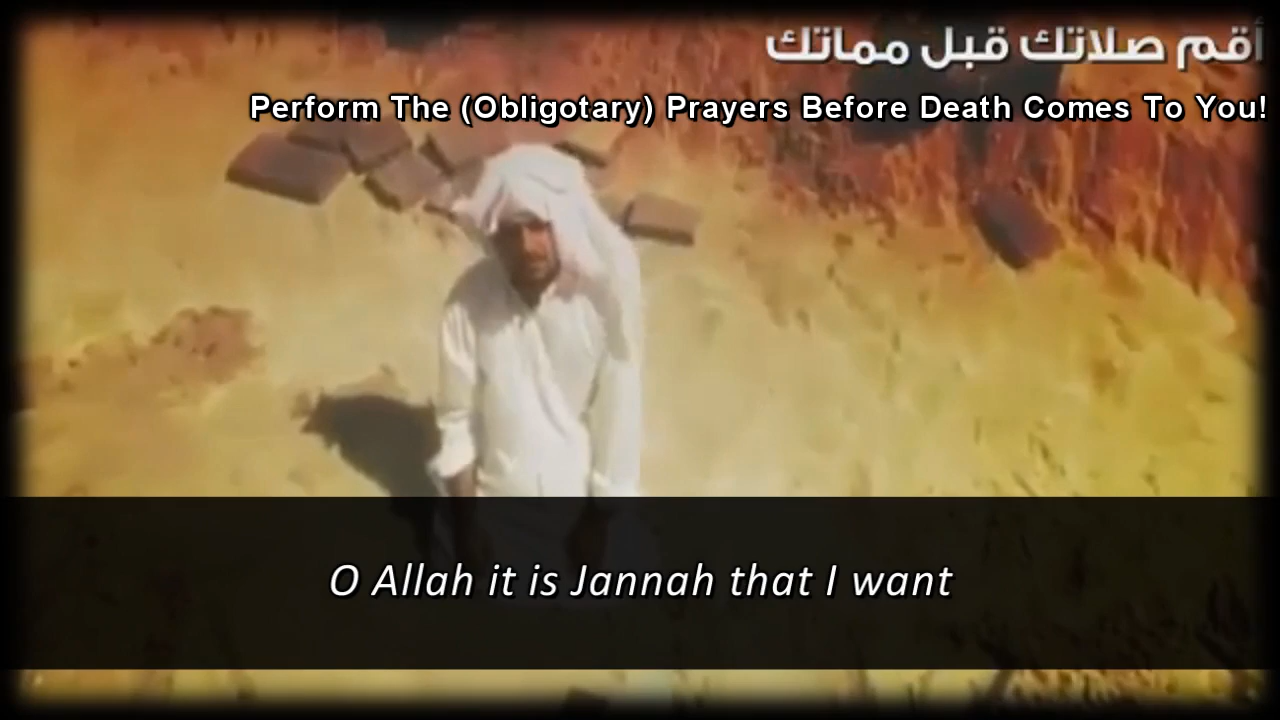 أقم صلاتك قبل مماتك
Perform The (Obligotary) Prayers Before Death Comes To You!
O Allah it is Jannah that I want